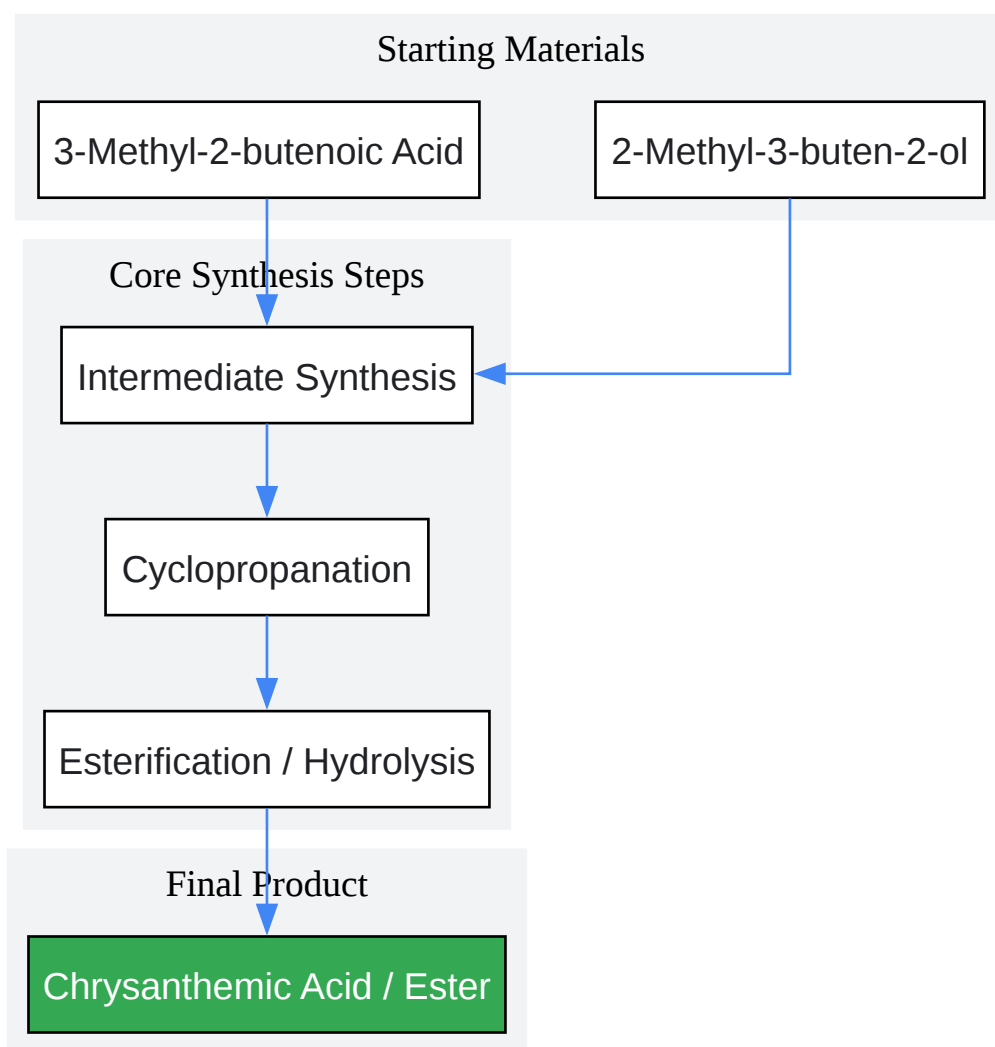 Starting Materials
3-Methyl-2-butenoic Acid
2-Methyl-3-buten-2-ol
Core Synthesis Steps
Intermediate Synthesis
Cyclopropanation
Esterification / Hydrolysis
Final Product
Chrysanthemic Acid / Ester